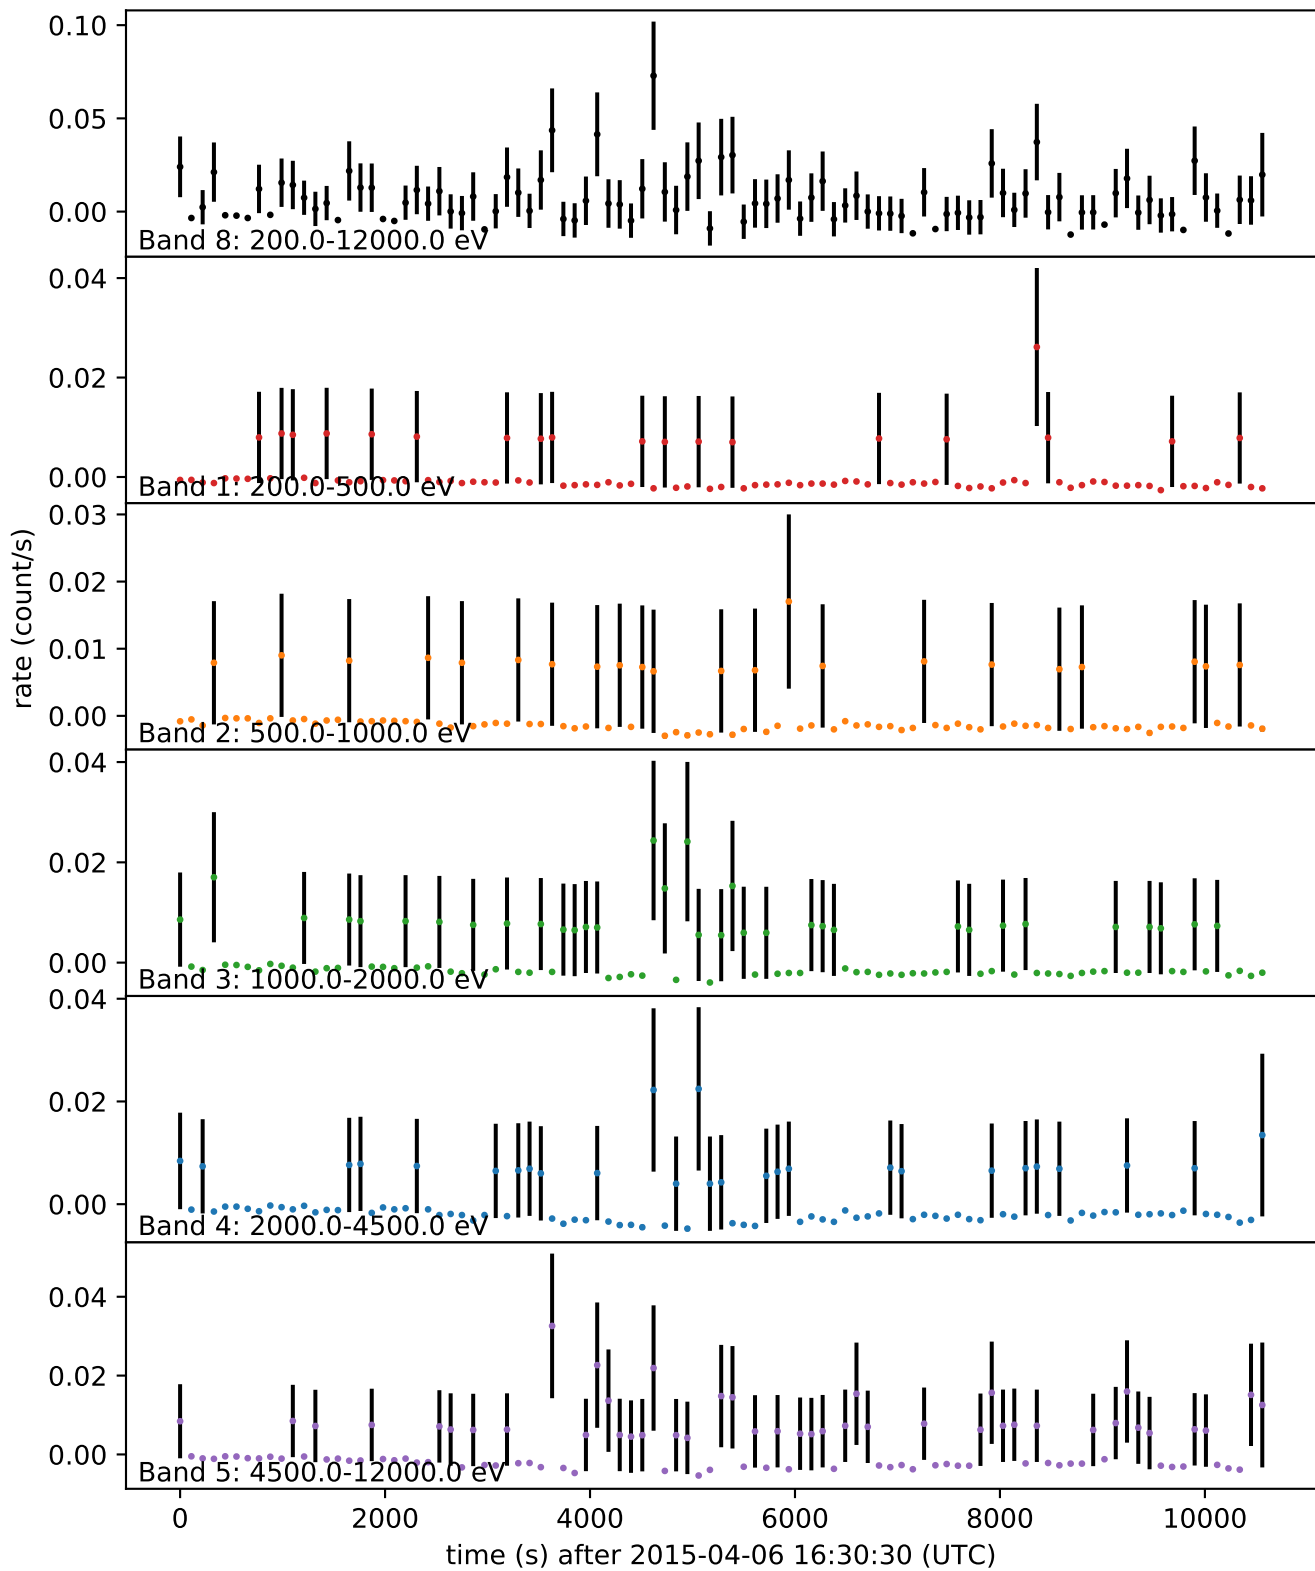 0.10
0.05
0.00
Band 8: 200.0-12000.0 eV
0.04
0.02
0.00
Band 1: 200.0-500.0 eV
0.03
0.02
0.01
0.00
Band 2: 500.0-1000.0 eV
rate (count/s)
0.04
0.02
0.00
Band 3: 1000.0-2000.0 eV
0.04
0.02
0.00
Band 4: 2000.0-4500.0 eV
0.04
0.02
0.00
Band 5: 4500.0-12000.0 eV
0 2000 4000 6000 8000 10000
time (s) after 2015-04-06 16:30:30 (UTC)